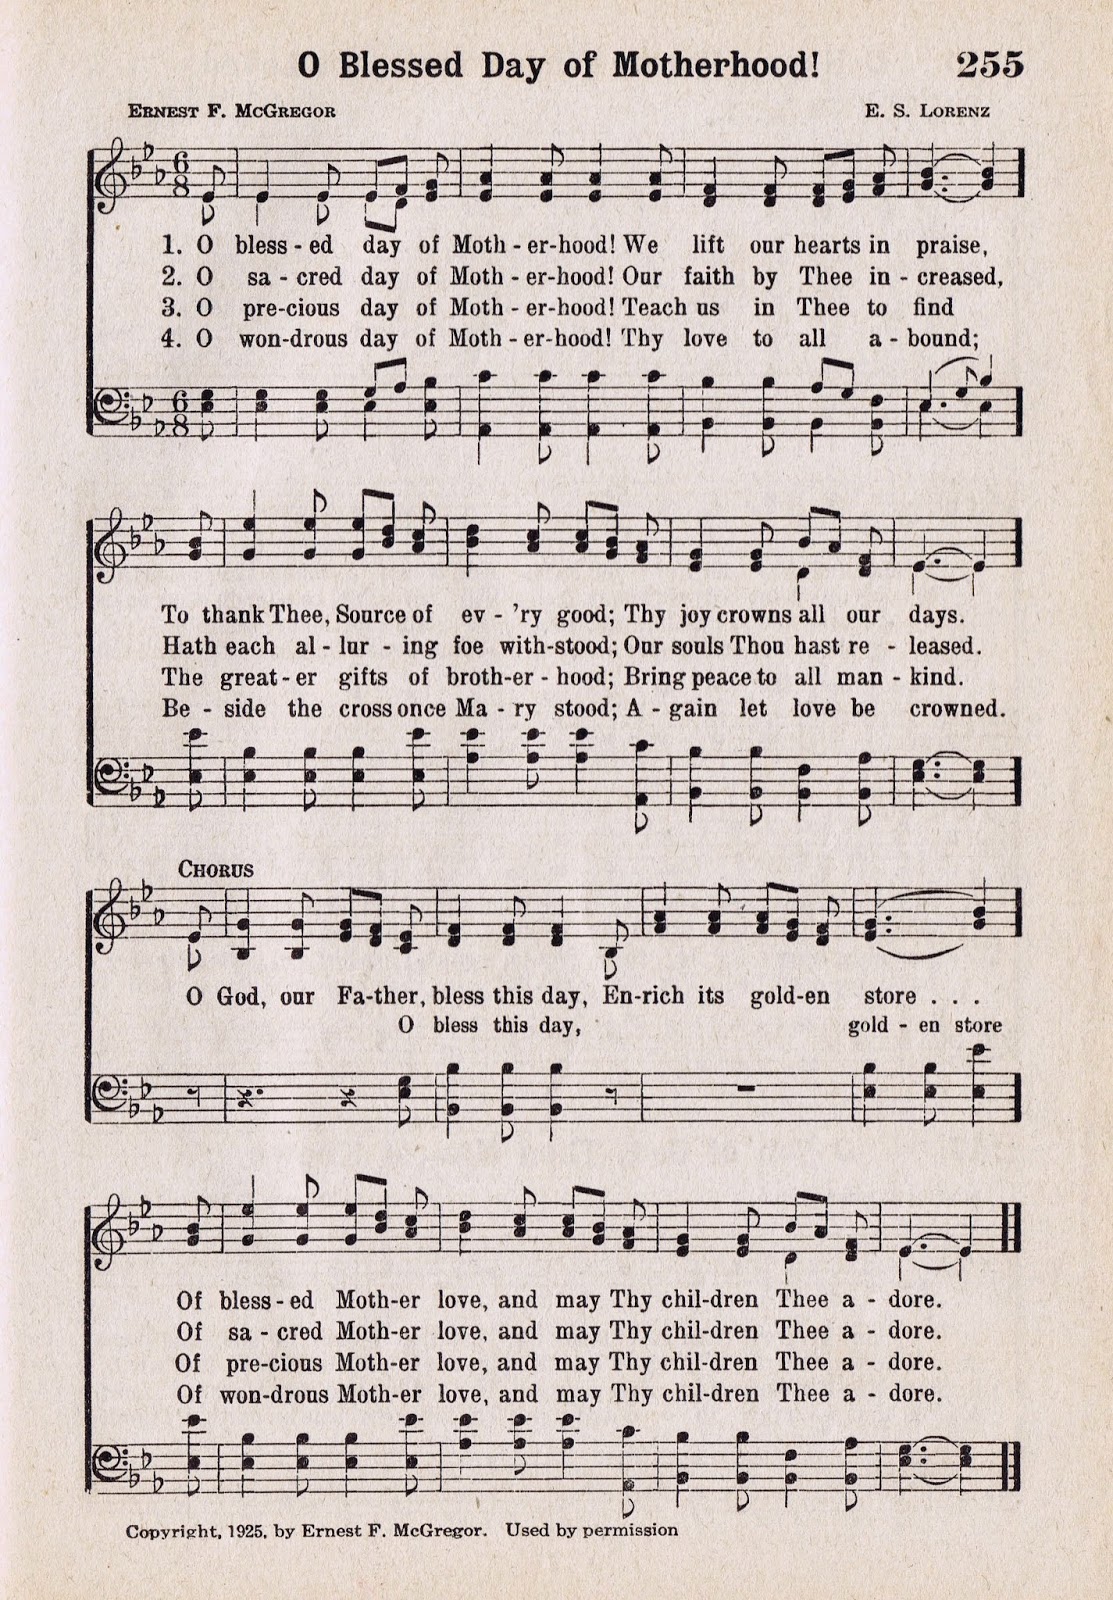 O Blessed Day of Motherhood! 255
ERNEST F. MCGREGOR E. S. LORENZ
1. O bless - ed day of Moth - er-hood! We lift our hearts in praise,
2. O sa - cred day of Moth - er-hood! Our faith by Thee in - creased,
3. O pre-cious day of Moth - er-hood! Teach us in Thee to find
4. O won-drous day of Moth - er-hood! Thy love to all a - bound;
To thank Thee, Source of ev - 'ry good; Thy joy crowns all our days.
Hath each al - lur - ing foe with-stood; Our souls Thou hast re - leased.
The great - er gifts of broth-er - hood; Bring peace to all man - kind.
Be - side the cross once Ma - ry stood; A - gain let love be crowned.
CHORUS
O God, our Fa-ther, bless this day, En-rich its gold-en store . . .
O bless this day, gold - en store
Of bless - ed Moth-er love, and may Thy chil-dren Thee a - dore.
Of sa - cred Moth-er love, and may Thy chil-dren Thee a - dore.
Of pre-cious Moth-er love, and may Thy chil-dren Thee a - dore.
Of won-drous Moth-er love, and may Thy chil-dren Thee a - dore.
Copyright, 1925, by Ernest F. McGregor. Used by permission